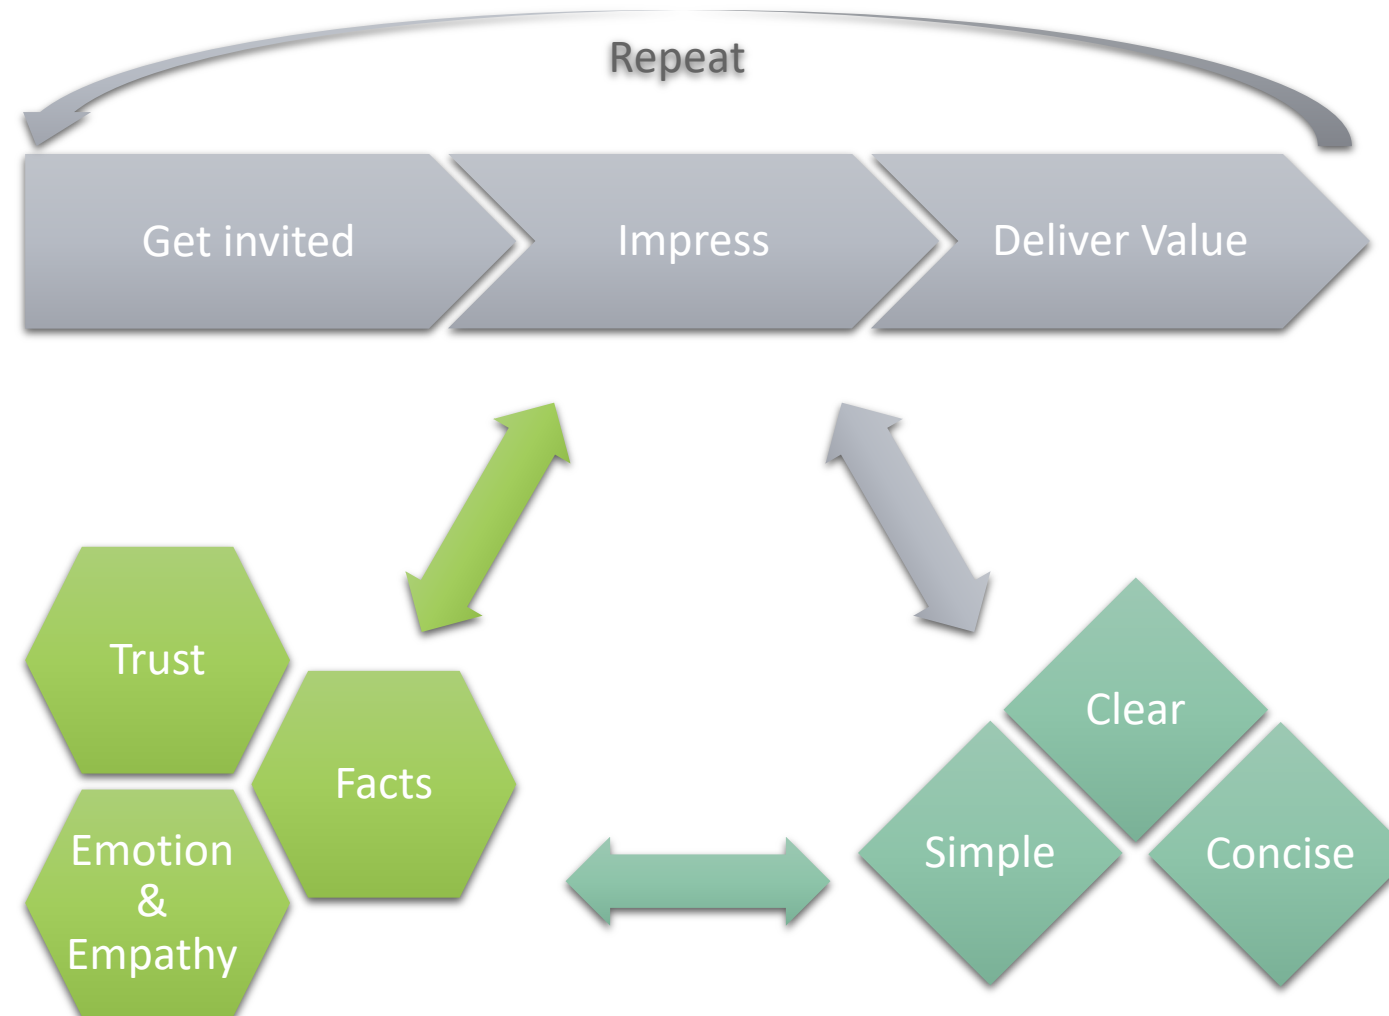 Repeat
Get invited
Impress
Deliver Value
Trust
Facts
Emotion
&
Empathy
Clear
Simple
Concise